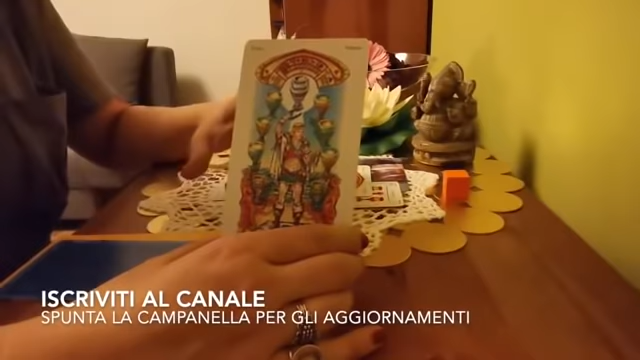 ISCRIVITI AL CANALE
SPUNTA LA CAMPANELLA PER GLI AGGIORNAMENTI